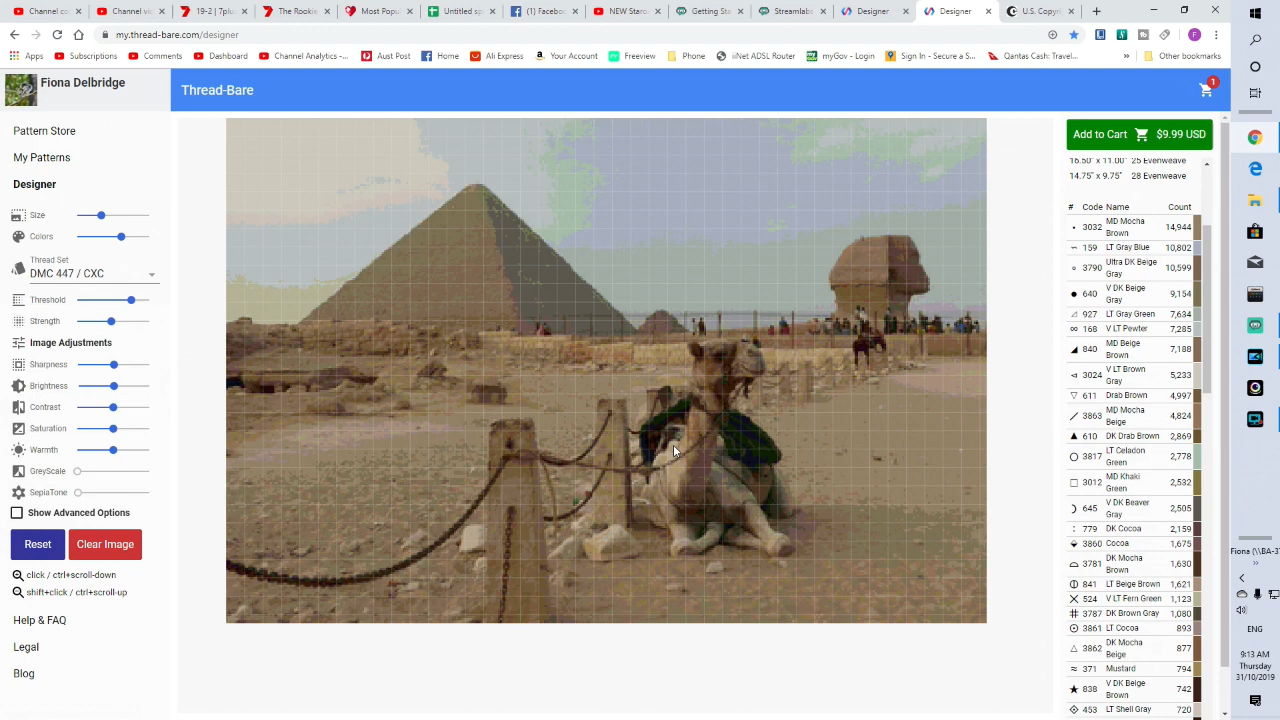 Channel co
Channel vi
19-2 | 7plu
The Rookie
Most Popu
Untitled sp
(1) Faceboo
NEW Starc
Getting Sta
Streamlabs
Designer
Designer
U.S. Copyri
my.thread-bare.com/designer
Apps
Subscriptions
Comments
Dashboard
Channel Analytics -...
Aust Post
Home
Ali Express
Your Account
Freeview
Phone
iiNet ADSL Router
myGov - Login
Sign In - Secure a S...
Qantas Cash: Travel...
»
Other bookmarks
Fiona Delbridge
Thread-Bare
1
Pattern Store
My Patterns
Designer
Size
Colors
Thread Set
DMC 447 / CXC
Threshold
Strength
Image Adjustments
Sharpness
Brightness
Contrast
Saturation
Warmth
GreyScale
SepiaTone
Show Advanced Options
Reset
Clear Image
click / ctrl+scroll-down
shift+click / ctrl+scroll-up
Help & FAQ
Legal
Blog
Add to Cart $9.99 USD
16.50" x 11.00" 25 Evenweave
14.75" x 9.75" 28 Evenweave
# Code Name Count
3032 MD Mocha Brown 14,944
159 LT Gray Blue 10,802
3790 Ultra DK Beige Gray 10,599
640 V DK Beige Gray 9,154
927 LT Gray Green 7,634
168 V LT Pewter 7,285
840 MD Beige Brown 7,188
3024 V LT Brown Gray 5,233
611 Drab Brown 4,997
3863 MD Mocha Beige 4,824
610 DK Drab Brown 2,869
3817 LT Celadon Green 2,778
3012 MD Khaki Green 2,532
645 V DK Beaver Gray 2,505
779 DK Cocoa 2,159
3860 Cocoa 1,675
3781 DK Mocha Brown 1,630
841 LT Beige Brown 1,621
524 V LT Fern Green 1,123
3787 DK Brown Gray 1,080
3861 LT Cocoa 893
3862 DK Mocha Beige 877
371 Mustard 794
838 V DK Beige Brown 742
453 LT Shell Gray 720
Fiona (\\BA-3
»
ENG
9:13 AM
Thursday
31/10/2019